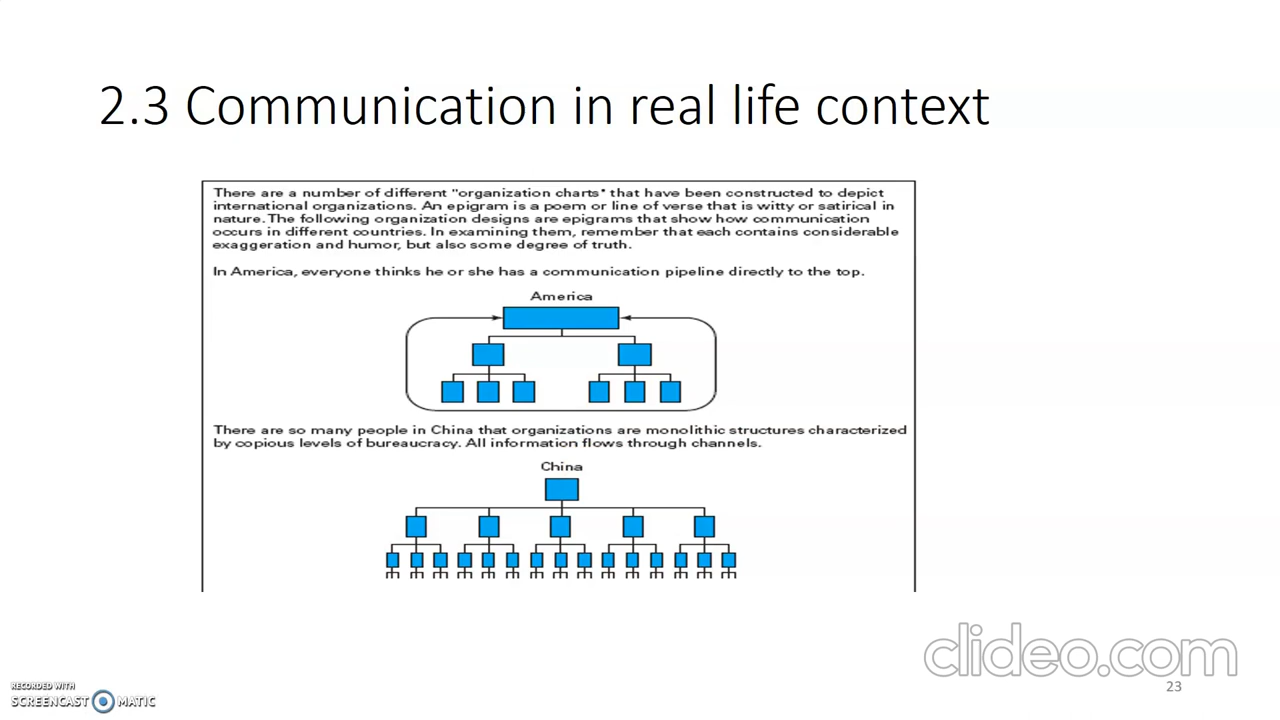 2.3 Communication in real life context
There are a number of different "organization charts" that have been constructed to depict
international organizations. An epigram is a poem or line of verse that is witty or satirical in
nature. The following organization designs are epigrams that show how communication
occurs in different countries. In examining them, remember that each contains considerable
exaggeration and humor, but also some degree of truth.
In America, everyone thinks he or she has a communication pipeline directly to the top.
America
There are so many people in China that organizations are monolithic structures characterized
by copious levels of bureaucracy. All information flows through channels.
China
clideo.com
RECORDED WITH
SCREENCAST MATIC
23